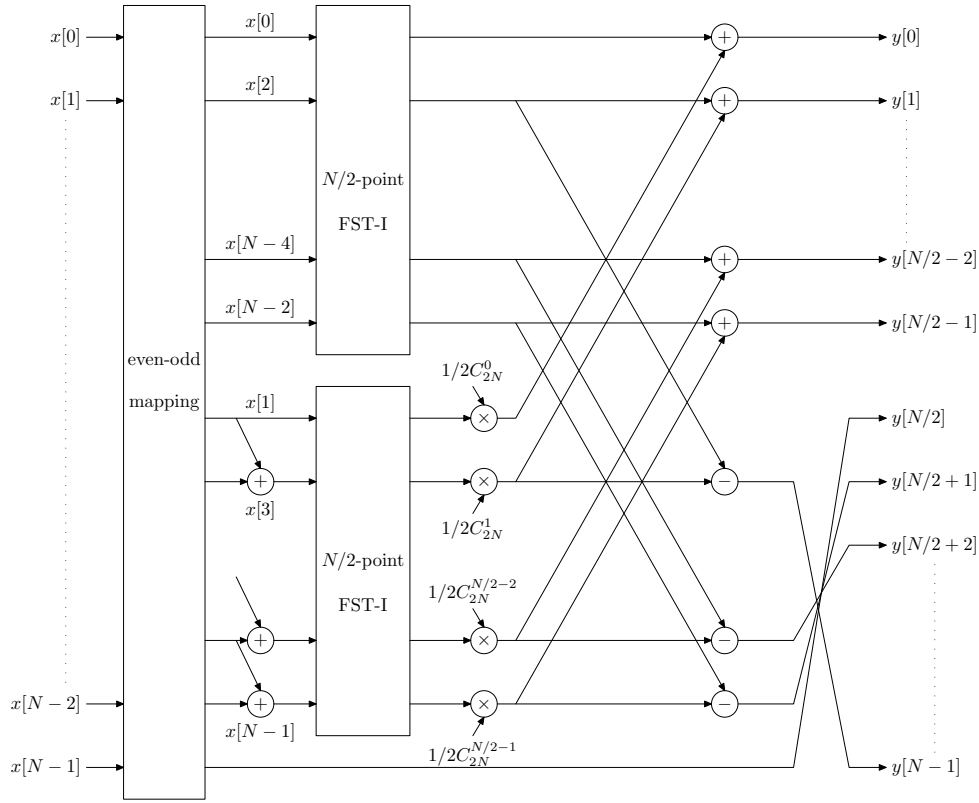 x[0]
x[0]
+
y[0]
x[1]
x[2]
+
y[1]
N/2-point
FST-I
x[N − 4]
+
y[N/2 − 2]
x[N − 2]
+
y[N/2 − 1]
even-odd
mapping
1/2C_{2N}^{0}
x[1]
×
y[N/2]
+
×
−
y[N/2 + 1]
x[3]
1/2C_{2N}^{1}
y[N/2 + 2]
N/2-point
FST-I
1/2C_{2N}^{N/2−2}
+
×
−
x[N − 2]
+
×
−
x[N − 1]
1/2C_{2N}^{N/2−1}
x[N − 1]
y[N − 1]